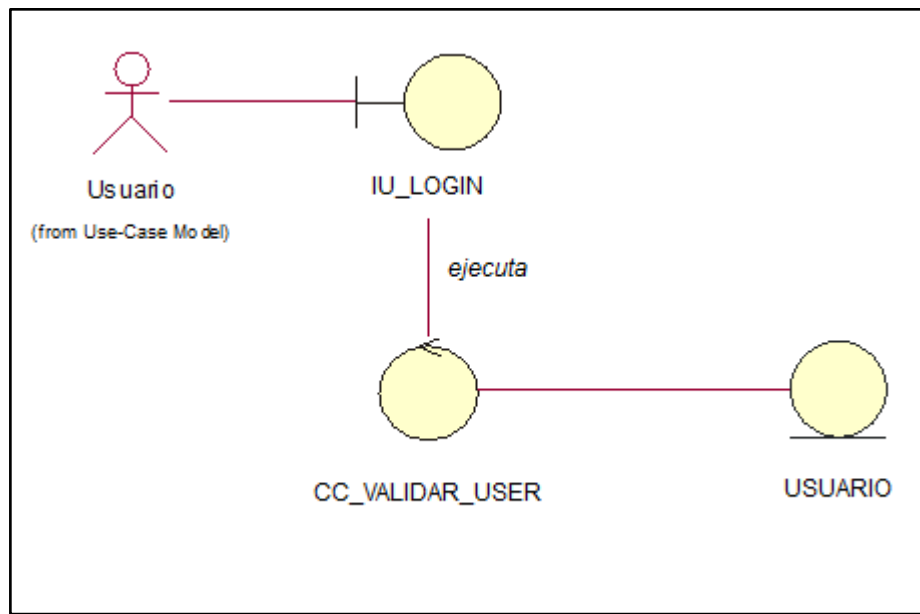 Usuario
(from Use-Case Model)
IU_LOGIN
ejecuta
CC_VALIDAR_USER
USUARIO